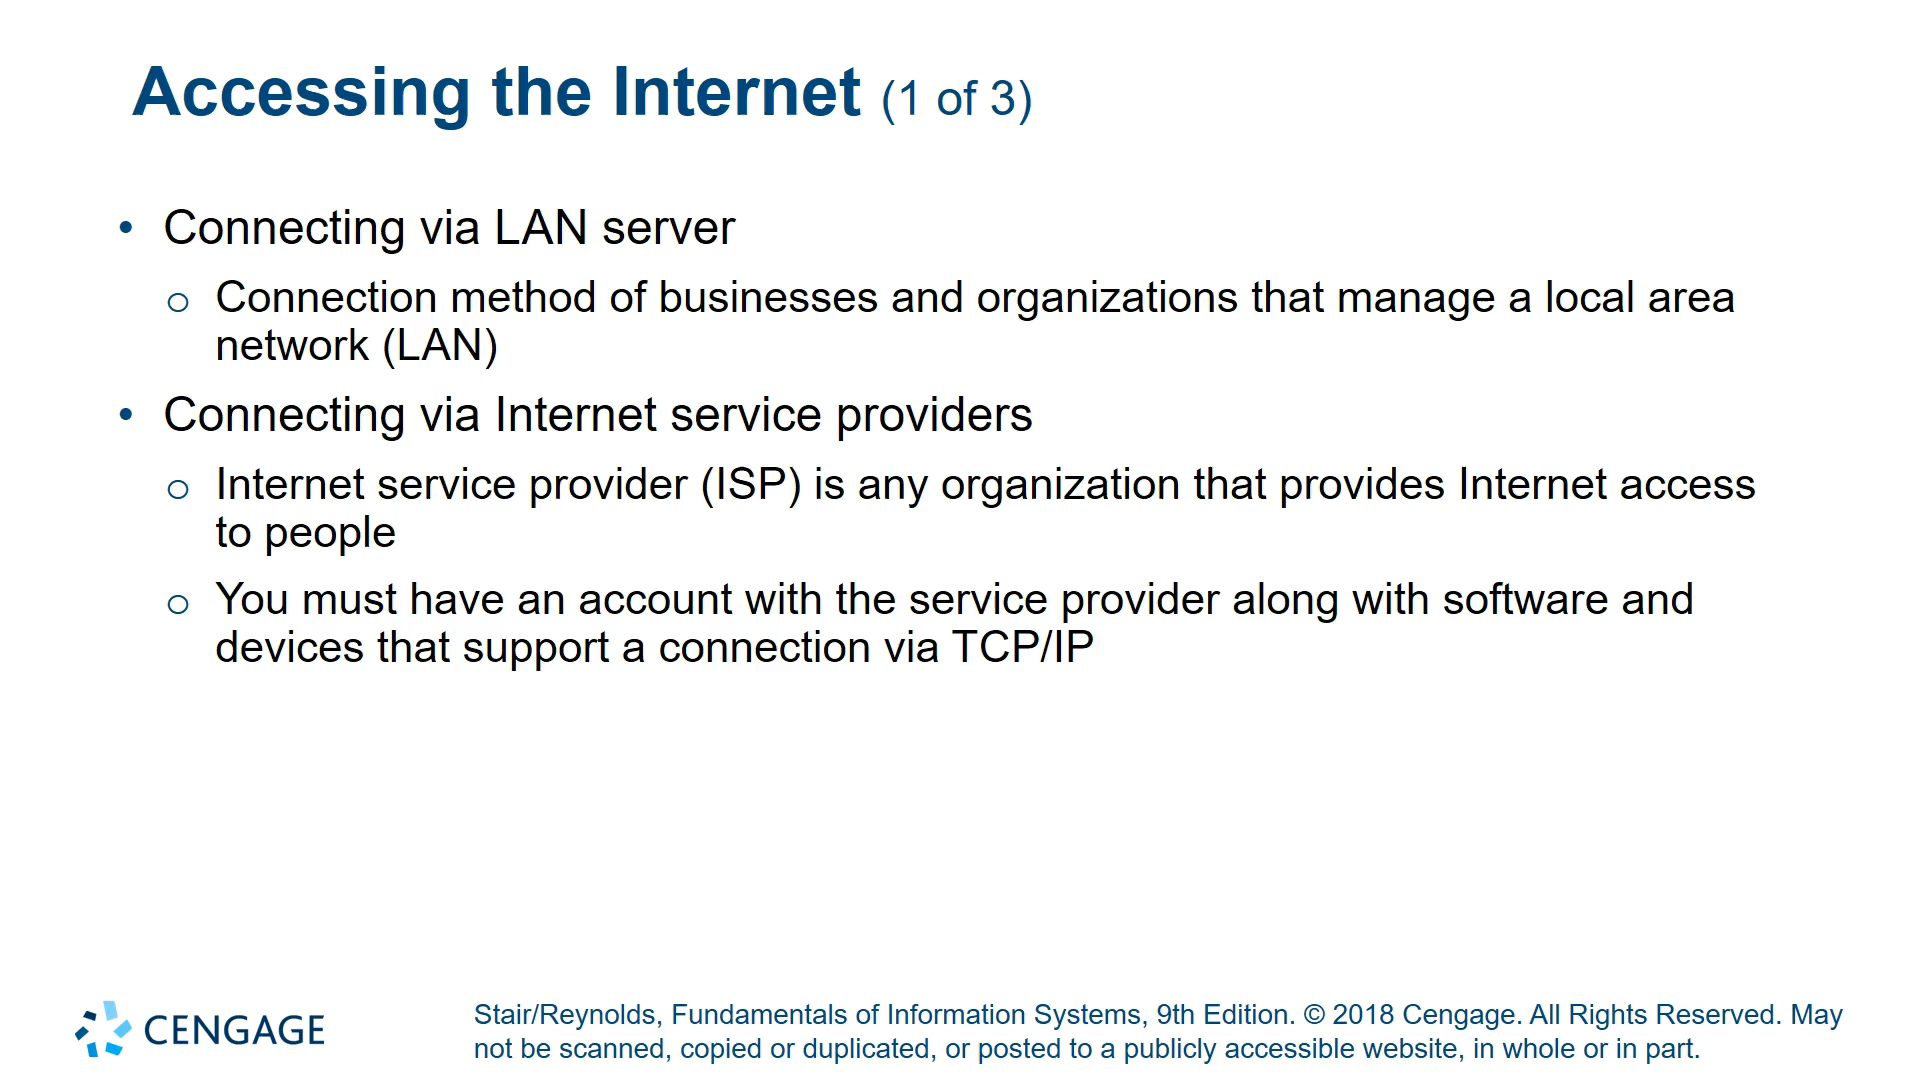 Accessing the Internet (1 of 3)
• Connecting via LAN server
o Connection method of businesses and organizations that manage a local area
network (LAN)
• Connecting via Internet service providers
o Internet service provider (ISP) is any organization that provides Internet access
to people
o You must have an account with the service provider along with software and
devices that support a connection via TCP/IP
CENGAGE
Stair/Reynolds, Fundamentals of Information Systems, 9th Edition. © 2018 Cengage. All Rights Reserved. May
not be scanned, copied or duplicated, or posted to a publicly accessible website, in whole or in part.